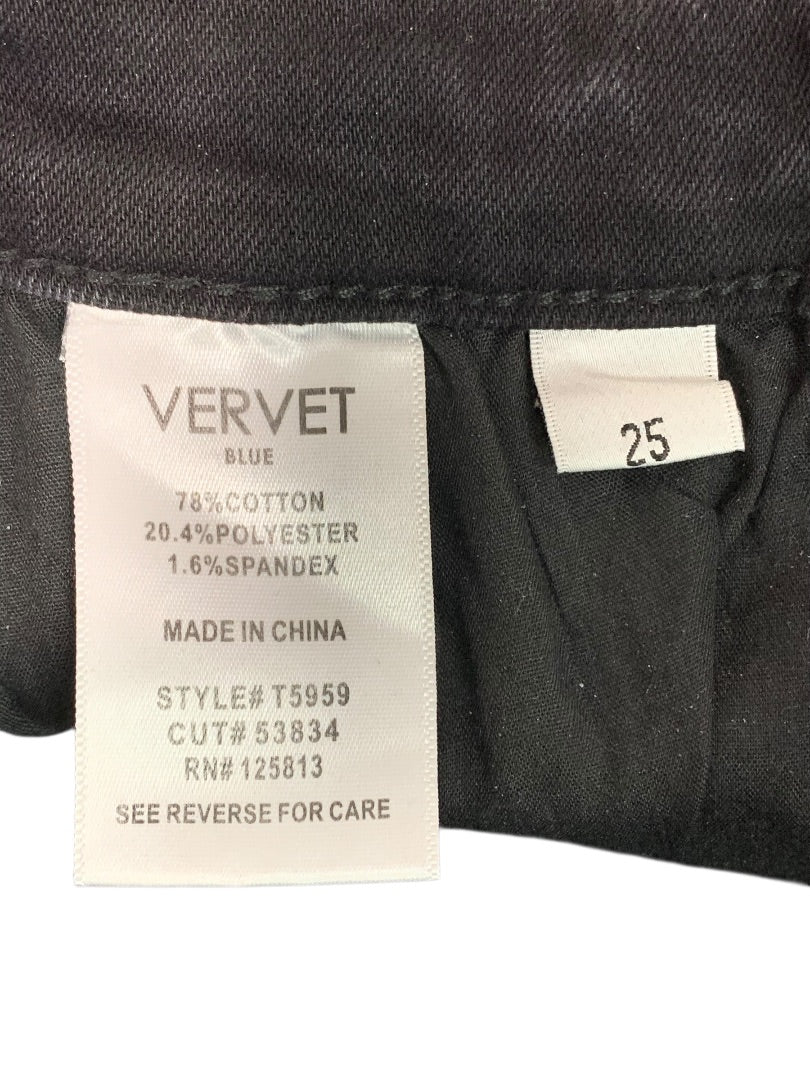 VERVET
BLUE
78%COTTON
20.4%POLYESTER
1.6%SPANDEX
MADE IN CHINA
STYLE# T5959
CUT# 53834
RN# 125813
SEE REVERSE FOR CARE
25